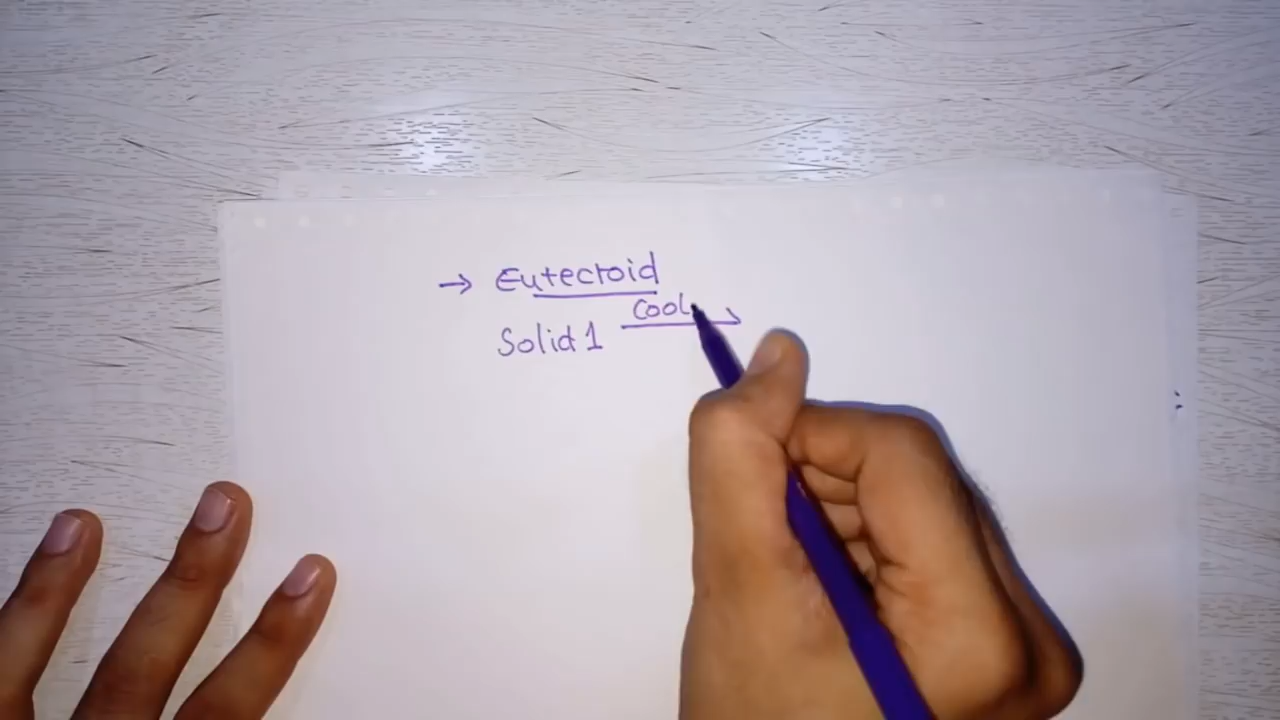 → Eutectoid
Cool
Solid 1 →